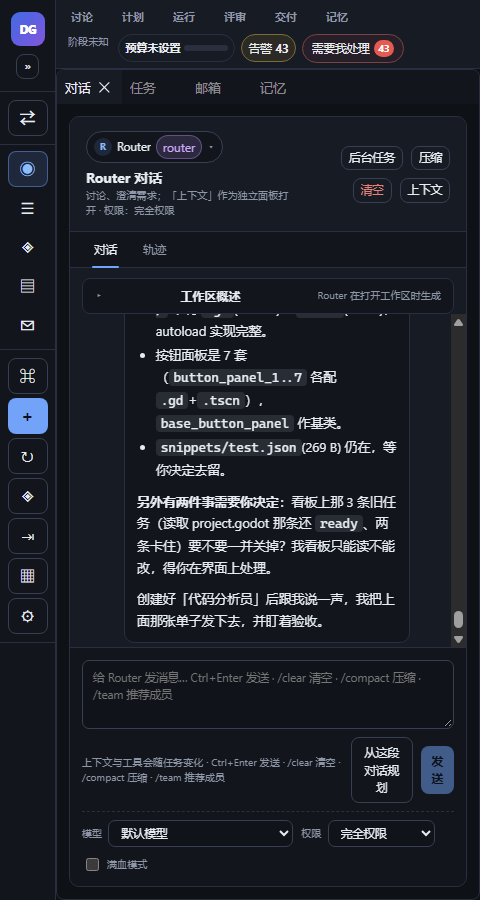 DG
讨论 计划 运行 评审 交付 记忆
阶段未知 预算未设置 告警 43 需要我处理 43
»
对话 任务 邮箱 记忆
R Router router
后台任务 压缩
Router 对话
清空 上下文
讨论、澄清需求；「上下文」作为独立面板打
开 · 权限：完全权限
对话 轨迹
工作区概述 Router 在打开工作区时生成
autoload 实现完整。
按钮面板是 7 套
（button_panel_1..7 各配
.gd+.tscn），
base_button_panel 作基类。
snippets/test.json(269 B) 仍在，等
你决定去留。
另外有两件事需要你决定：看板上那 3 条旧任
务（读取 project.godot 那条还 ready、两
条卡住）要不要一并关掉？我看板只能读不能
改，得你在界面上处理。
创建好「代码分析员」后跟我说一声，我把上
面那张单子发下去，并盯着验收。
给 Router 发消息... Ctrl+Enter 发送 · /clear 清空 · /compact 压缩 ·
/team 推荐成员
上下文与工具会随任务变化 · Ctrl+Enter 发送 · /clear 清空 ·
/compact 压缩 · /team 推荐成员
从这段
对话规
划
发
送
模型 默认模型 权限 完全权限
满血模式